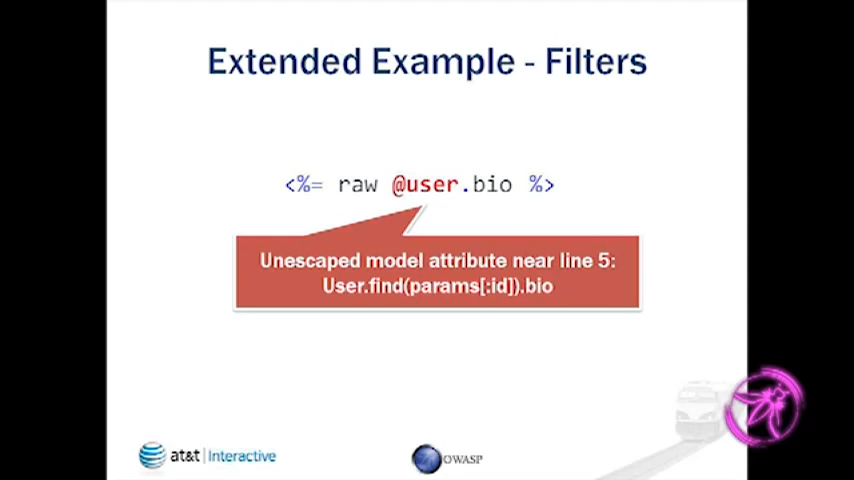 Extended Example - Filters
<%= raw @user.bio %>
Unescaped model attribute near line 5:
User.find(params[:id]).bio
at&t | Interactive
OWASP